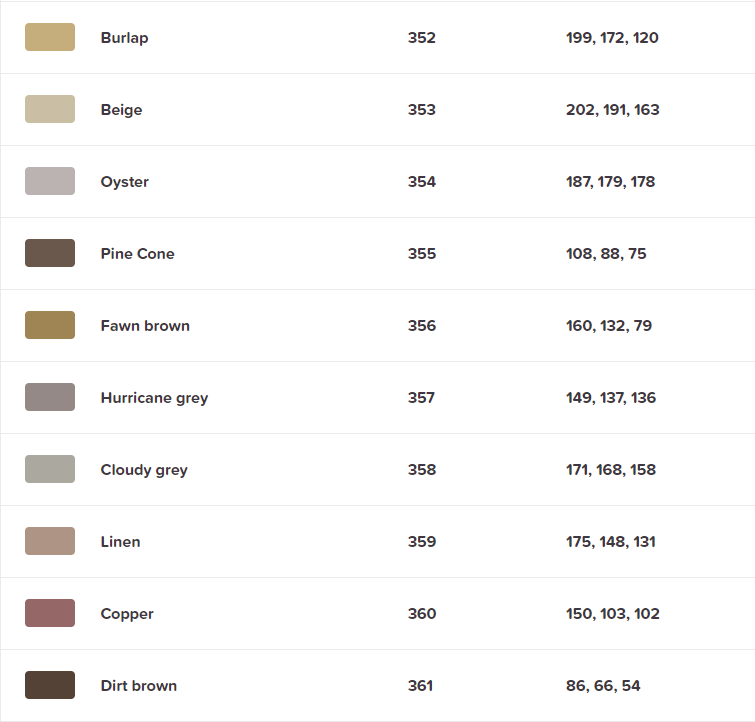 Burlap 352 199, 172, 120
Beige 353 202, 191, 163
Oyster 354 187, 179, 178
Pine Cone 355 108, 88, 75
Fawn brown 356 160, 132, 79
Hurricane grey 357 149, 137, 136
Cloudy grey 358 171, 168, 158
Linen 359 175, 148, 131
Copper 360 150, 103, 102
Dirt brown 361 86, 66, 54